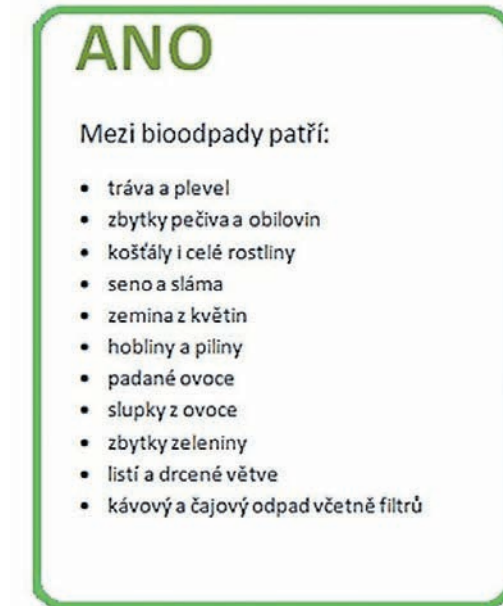 ANO
Mezi bioodpady patří:
• tráva a plevel
• zbytky pečiva a obilovin
• košťály i celé rostliny
• seno a sláma
• zemina z květin
• hobliny a piliny
• padané ovoce
• slupky z ovoce
• zbytky zeleniny
• listí a drcené větve
• kávový a čajový odpad včetně filtrů